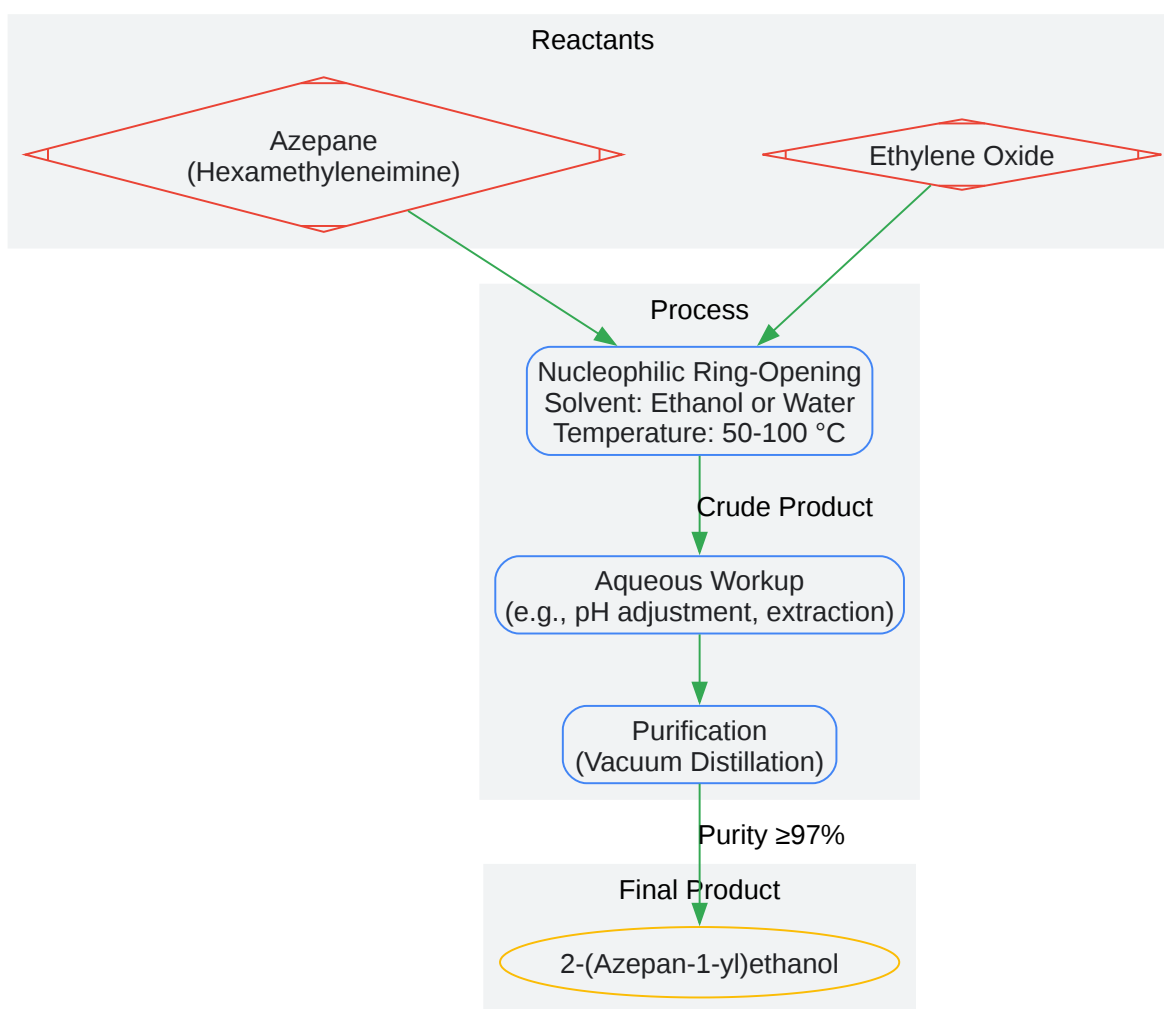 Reactants
Azepane
(Hexamethyleneimine)
Ethylene Oxide
Process
Nucleophilic Ring-Opening
Solvent: Ethanol or Water
Temperature: 50-100 °C
Crude Product
Aqueous Workup
(e.g., pH adjustment, extraction)
Purification
(Vacuum Distillation)
Purity ≥97%
Final Product
2-(Azepan-1-yl)ethanol